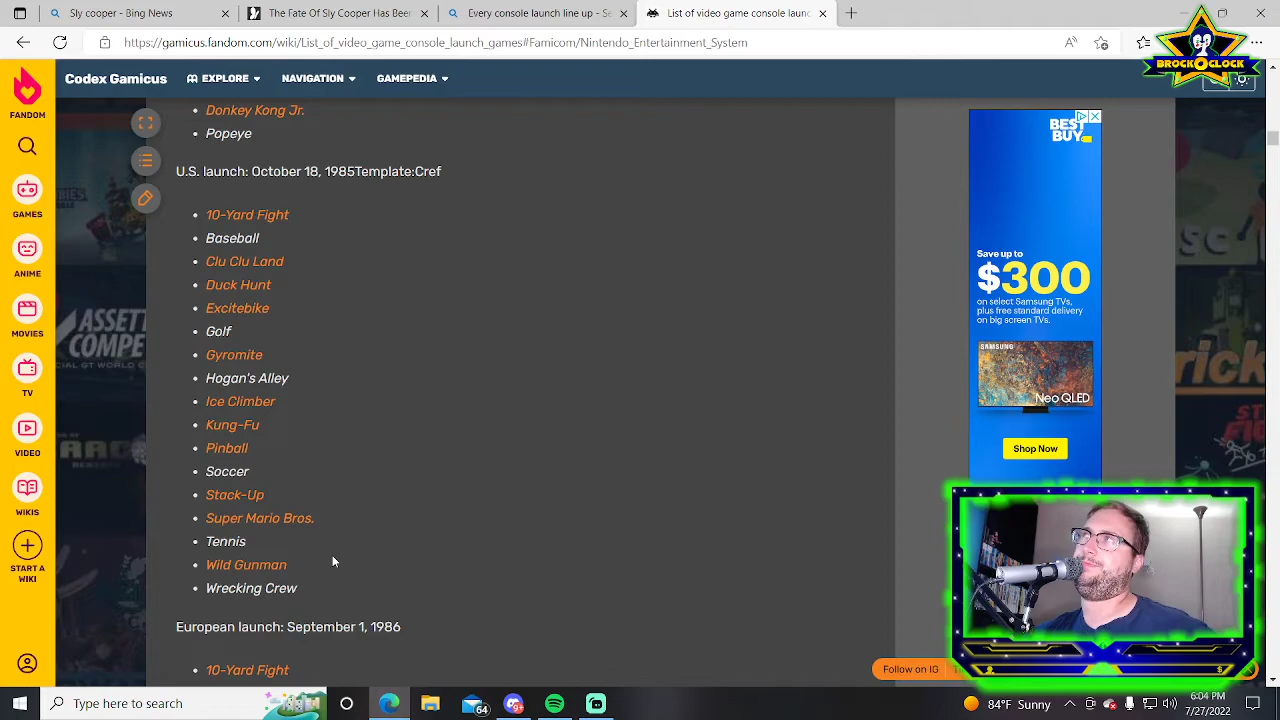 Sly Cooper
Outlook Of Sly Cooper Has Been
Every console launch line up - Se
List of video game console launc
https://gamicus.fandom.com/wiki/List_of_video_game_console_launch_games#Famicom/Nintendo_Entertainment_System
BROCK O CLOCK
Codex Gamicus
EXPLORE
NAVIGATION
GAMEPEDIA
FANDOM
GAMES
ANIME
MOVIES
TV
VIDEO
WIKIS
START A
WIKI
Donkey Kong Jr.
Popeye
U.S. launch: October 18, 1985Template:Cref
10-Yard Fight
Baseball
Clu Clu Land
Duck Hunt
Excitebike
Golf
Gyromite
Hogan's Alley
Ice Climber
Kung-Fu
Pinball
Soccer
Stack-Up
Super Mario Bros.
Tennis
Wild Gunman
Wrecking Crew
European launch: September 1, 1986
10-Yard Fight
ASSETT
COMPE
BEST
BUY
Save up to
$300
on select Samsung TVs,
plus free standard delivery
on big screen TVs.
SAMSUNG
Neo QLED
Shop Now
Follow on IG
Type here to search
64
84°F
6:04 PM
7/27/2022